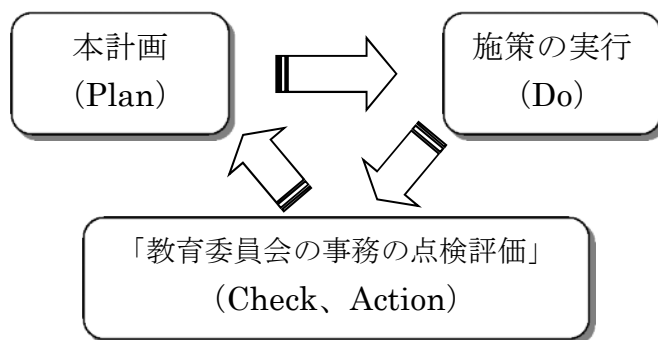 本計画
（Plan）
施策の実行
（Do）
「教育委員会の事務の点検評価」
（Check、Action）